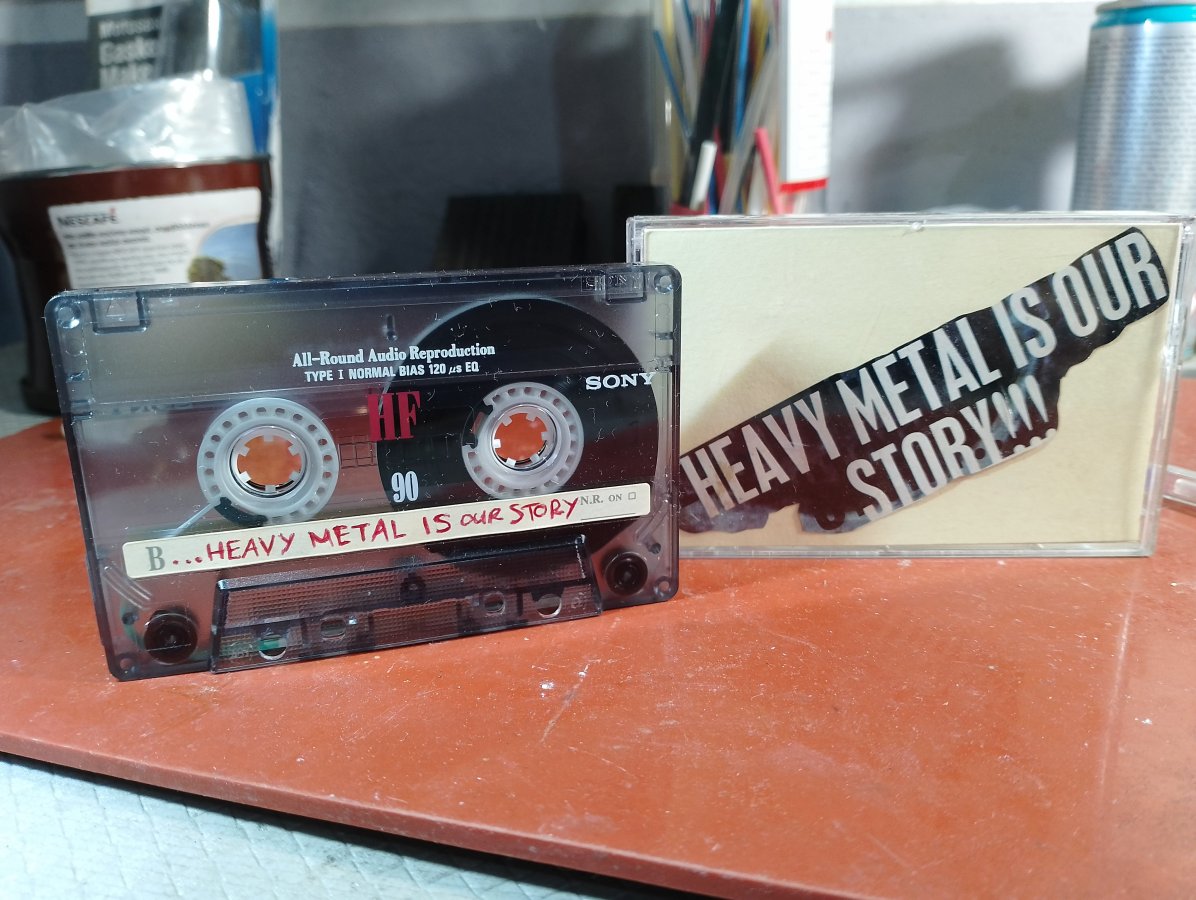 NESCAFÉ
All-Round Audio Reproduction
TYPE I NORMAL BIAS 120 µs EQ
SONY
HF
90
B...HEAVY METAL IS OUR STORY
N.R. ON
HEAVY METAL IS OUR
STORY!!!